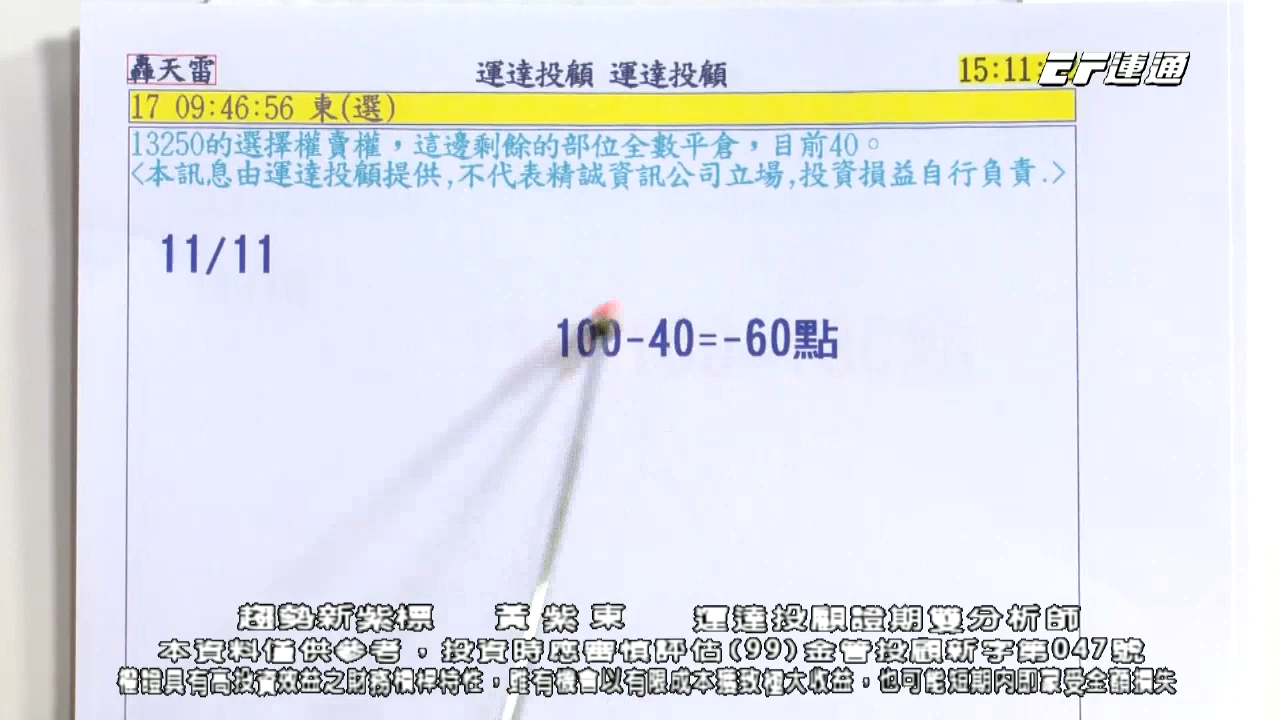 轟天雷 運達投顧 運達投顧 15:11: 運通
17 09:46:56 東(選)
13250的選擇權賣權，這邊剩餘的部位全數平倉，目前40。
<本訊息由運達投顧提供,不代表精誠資訊公司立場,投資損益自行負責.>
11/11
100-40=-60點
趨勢新紫標 黃紫東 運達投顧證期雙分析師
本資料僅供參考，投資時應審慎評估(99)金管投顧新字第047號
權證具有高投資效益之財務槓桿特性，雖有機會以有限成本獲致極大收益，也可能短期內即蒙受全額損失